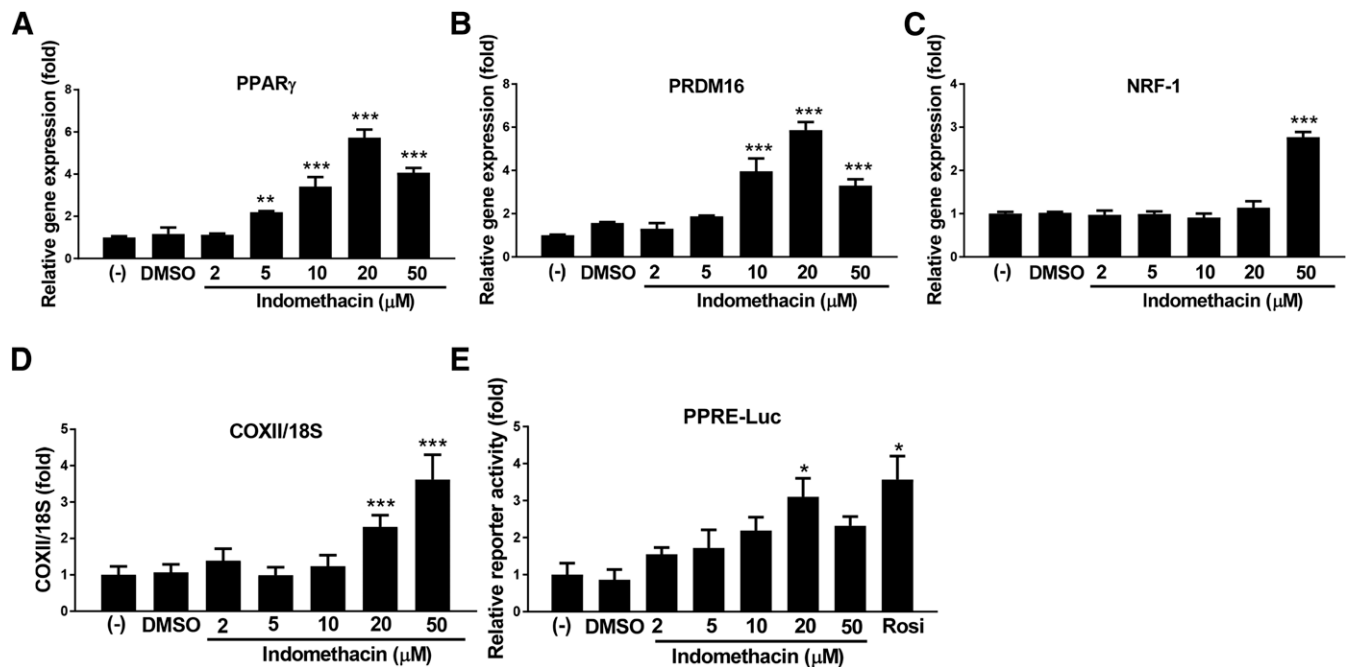 A
PPARγ
Relative gene expression (fold)
8
6
4
2
0
**
***
***
***
(-) DMSO 2 5 10 20 50
Indomethacin (μM)
B
PRDM16
Relative gene expression (fold)
8
6
4
2
0
***
***
***
(-) DMSO 2 5 10 20 50
Indomethacin (μM)
C
NRF-1
Relative gene expression (fold)
4
3
2
1
0
***
(-) DMSO 2 5 10 20 50
Indomethacin (μM)
D
COXII/18S
COXII/18S (fold)
5
4
3
2
1
0
***
***
(-) DMSO 2 5 10 20 50
Indomethacin (μM)
E
PPRE-Luc
Relative reporter activity (fold)
5
4
3
2
1
0
*
*
(-) DMSO 2 5 10 20 50 Rosi
Indomethacin (μM)